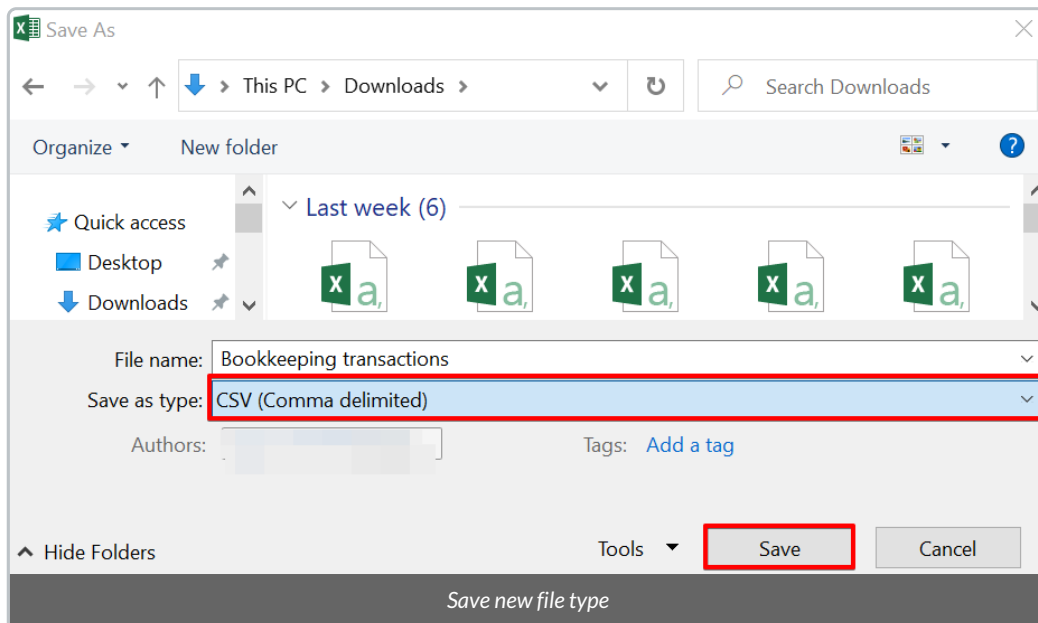 Save As
This PC > Downloads >
Search Downloads
Organize
New folder
?
Quick access
Desktop
Downloads
Last week (6)
X a,
X a,
X a,
X a,
X a,
File name: Bookkeeping transactions
Save as type: CSV (Comma delimited)
Authors:
Tags: Add a tag
Hide Folders
Tools
Save
Cancel
Save new file type